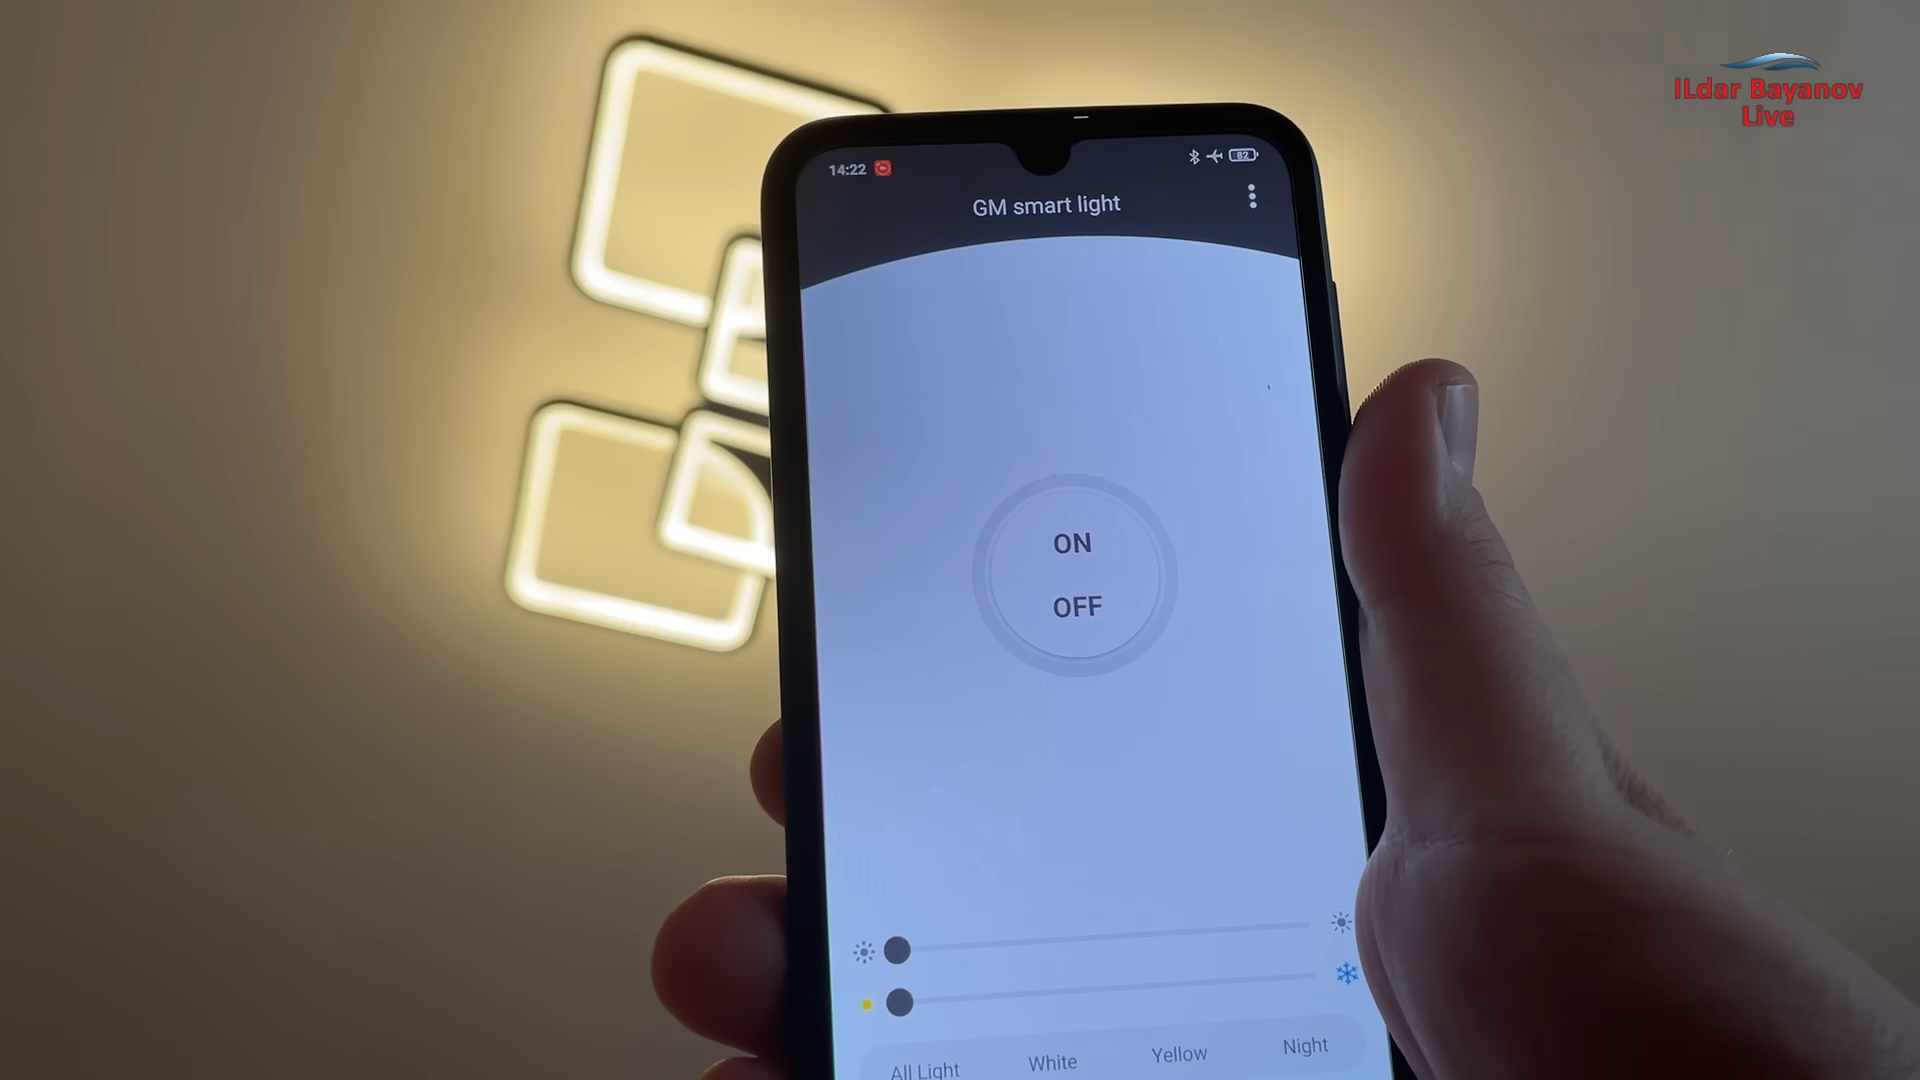 ILdar Bayanov
Live
14:22
82
GM smart light
ON
OFF
All Light
White
Yellow
Night